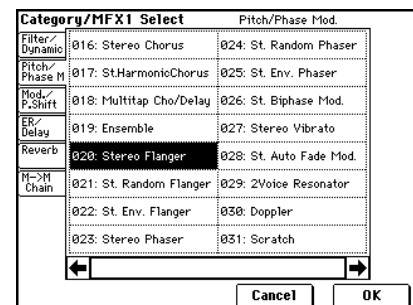 Category/MFX1 Select Pitch/Phase Mod.
Filter/
Dynamic
Pitch/
Phase M
Mod./
P.Shift
ER/
Delay
Reverb
M->M
Chain
016: Stereo Chorus
017: St.HarmonicChorus
018: Multitap Cho/Delay
019: Ensemble
020: Stereo Flanger
021: St. Random Flanger
022: St. Env. Flanger
023: Stereo Phaser
024: St. Random Phaser
025: St. Env. Phaser
026: St. Biphase Mod.
027: Stereo Vibrato
028: St. Auto Fade Mod.
029: 2Voice Resonator
030: Doppler
031: Scratch
Cancel OK